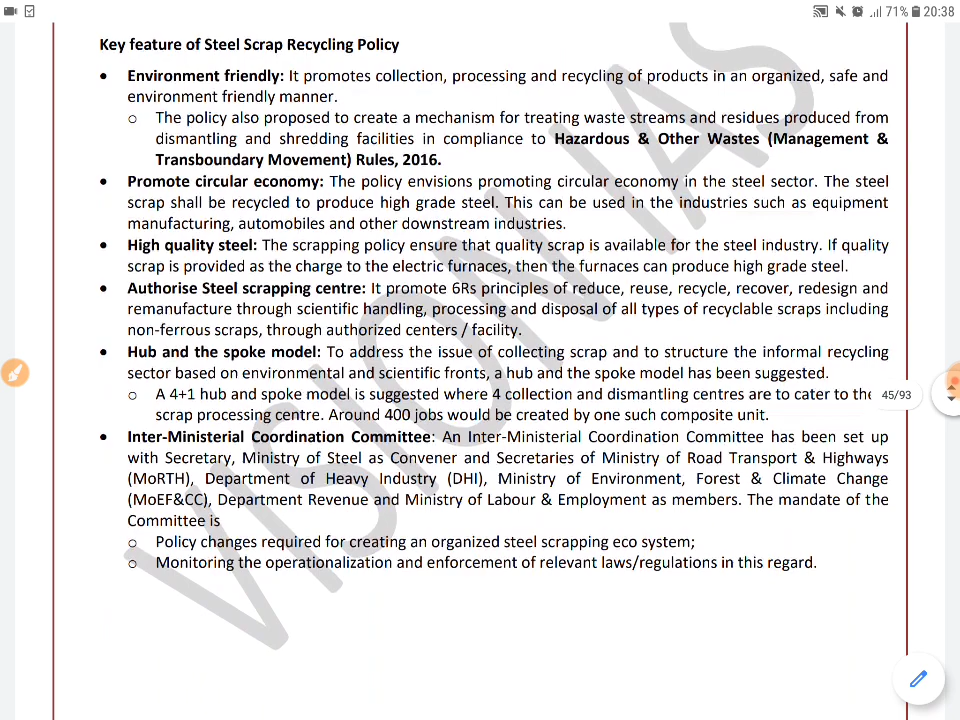 71% 20:38
Key feature of Steel Scrap Recycling Policy
• Environment friendly: It promotes collection, processing and recycling of products in an organized, safe and
environment friendly manner.
o The policy also proposed to create a mechanism for treating waste streams and residues produced from
dismantling and shredding facilities in compliance to Hazardous & Other Wastes (Management &
Transboundary Movement) Rules, 2016.
• Promote circular economy: The policy envisions promoting circular economy in the steel sector. The steel
scrap shall be recycled to produce high grade steel. This can be used in the industries such as equipment
manufacturing, automobiles and other downstream industries.
• High quality steel: The scrapping policy ensure that quality scrap is available for the steel industry. If quality
scrap is provided as the charge to the electric furnaces, then the furnaces can produce high grade steel.
• Authorise Steel scrapping centre: It promote 6Rs principles of reduce, reuse, recycle, recover, redesign and
remanufacture through scientific handling, processing and disposal of all types of recyclable scraps including
non-ferrous scraps, through authorized centers / facility.
• Hub and the spoke model: To address the issue of collecting scrap and to structure the informal recycling
sector based on environmental and scientific fronts, a hub and the spoke model has been suggested.
o A 4+1 hub and spoke model is suggested where 4 collection and dismantling centres are to cater to the 45/93
scrap processing centre. Around 400 jobs would be created by one such composite unit.
• Inter-Ministerial Coordination Committee: An Inter-Ministerial Coordination Committee has been set up
with Secretary, Ministry of Steel as Convener and Secretaries of Ministry of Road Transport & Highways
(MoRTH), Department of Heavy Industry (DHI), Ministry of Environment, Forest & Climate Change
(MoEF&CC), Department Revenue and Ministry of Labour & Employment as members. The mandate of the
Committee is
o Policy changes required for creating an organized steel scrapping eco system;
o Monitoring the operationalization and enforcement of relevant laws/regulations in this regard.
VISION IAS